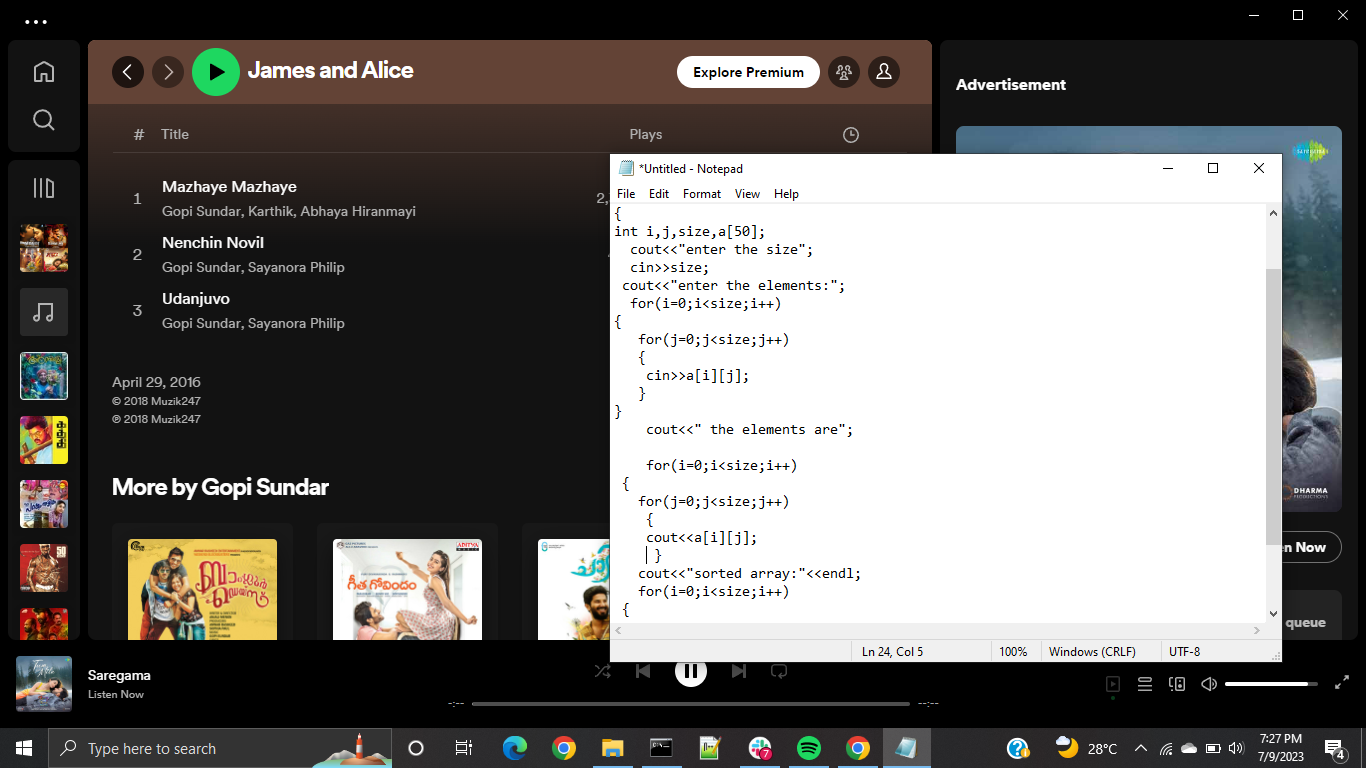 James and Alice
Explore Premium
# Title Plays
1 Mazhaye Mazhaye
Gopi Sundar, Karthik, Abhaya Hiranmayi
2 Nenchin Novil
Gopi Sundar, Sayanora Philip
3 Udanjuvo
Gopi Sundar, Sayanora Philip
April 29, 2016
© 2018 Muzik247
℗ 2018 Muzik247
More by Gopi Sundar
ബാംഗ്ലൂർ
ഡെയ്സ്
ADITYA
MUSIC
గీత గోవిందం
50
Advertisement
DHARMA
PRODUCTIONS
Now
queue
*Untitled - Notepad
File Edit Format View Help
{
int i,j,size,a[50];
cout<<"enter the size";
cin>>size;
cout<<"enter the elements:";
for(i=0;i<size;i++)
{
for(j=0;j<size;j++)
{
cin>>a[i][j];
}
}
cout<<" the elements are";
for(i=0;i<size;i++)
{
for(j=0;j<size;j++)
{
cout<<a[i][j];
}
cout<<"sorted array:"<<endl;
for(i=0;i<size;i++)
{
Ln 24, Col 5 100% Windows (CRLF) UTF-8
Saregama
Listen Now
-:-- --:--
Type here to search
7
28°C
7:27 PM
7/9/2023
4